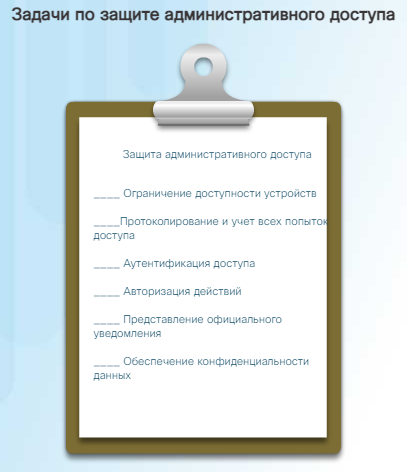 Задачи по защите административного доступа
Защита административного доступа
____ Ограничение доступности устройств
____Протоколирование и учет всех попыток
доступа
____ Аутентификация доступа
____ Авторизация действий
____ Представление официального
уведомления
____ Обеспечение конфиденциальности
данных